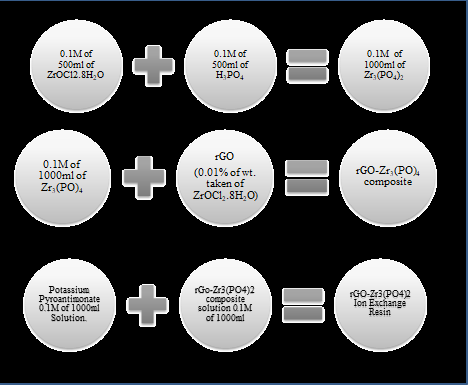 0.1M of
500ml of
ZrOCl2.8H₂O
0.1M of
500ml of
H₃PO₄
0.1M of
1000ml of
Zr₃(PO₄)₂
0.1M of
1000ml of
Zr₃(PO)₄
rGO
(0.01% of wt.
taken of
ZrOCl₂.8H₂O)
rGO-Zr₃(PO)₄
composite
Potassium
Pyroantimonate
0.1M of 1000ml
Solution.
rGo-Zr3(PO4)2
composite
solution 0.1M
of 1000ml
rGO-Zr3(PO4)2
Ion Exchange
Resin